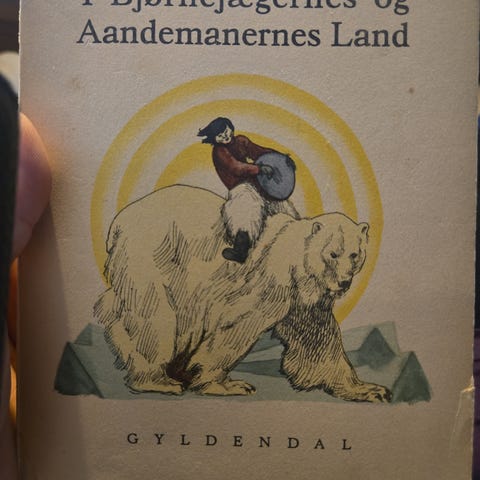 I Bjørnejægernes og
Aandemanernes Land
GYLDENDAL